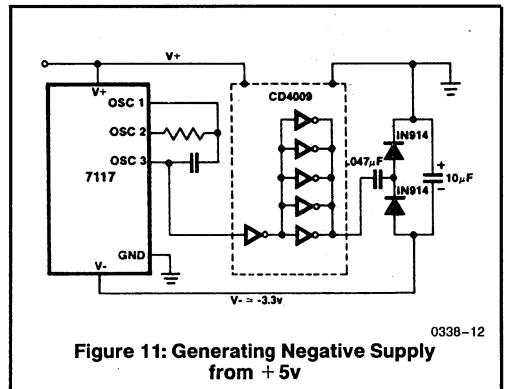 V+
V+
OSC 1
OSC 2
OSC 3
7117
GND
V-
CD4009
.047µF
IN914
IN914
+
10µF
−
V- ≃ -3.3v
0338-12
Figure 11: Generating Negative Supply
from +5v